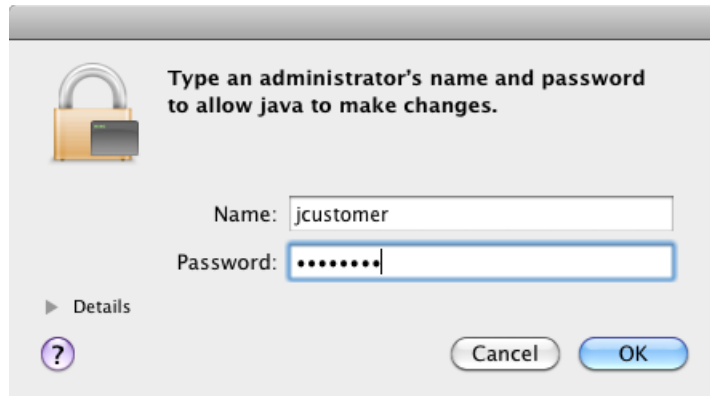 Type an administrator's name and password
to allow java to make changes.
Name: jcustomer
Password: ••••••••
Details
?
Cancel OK